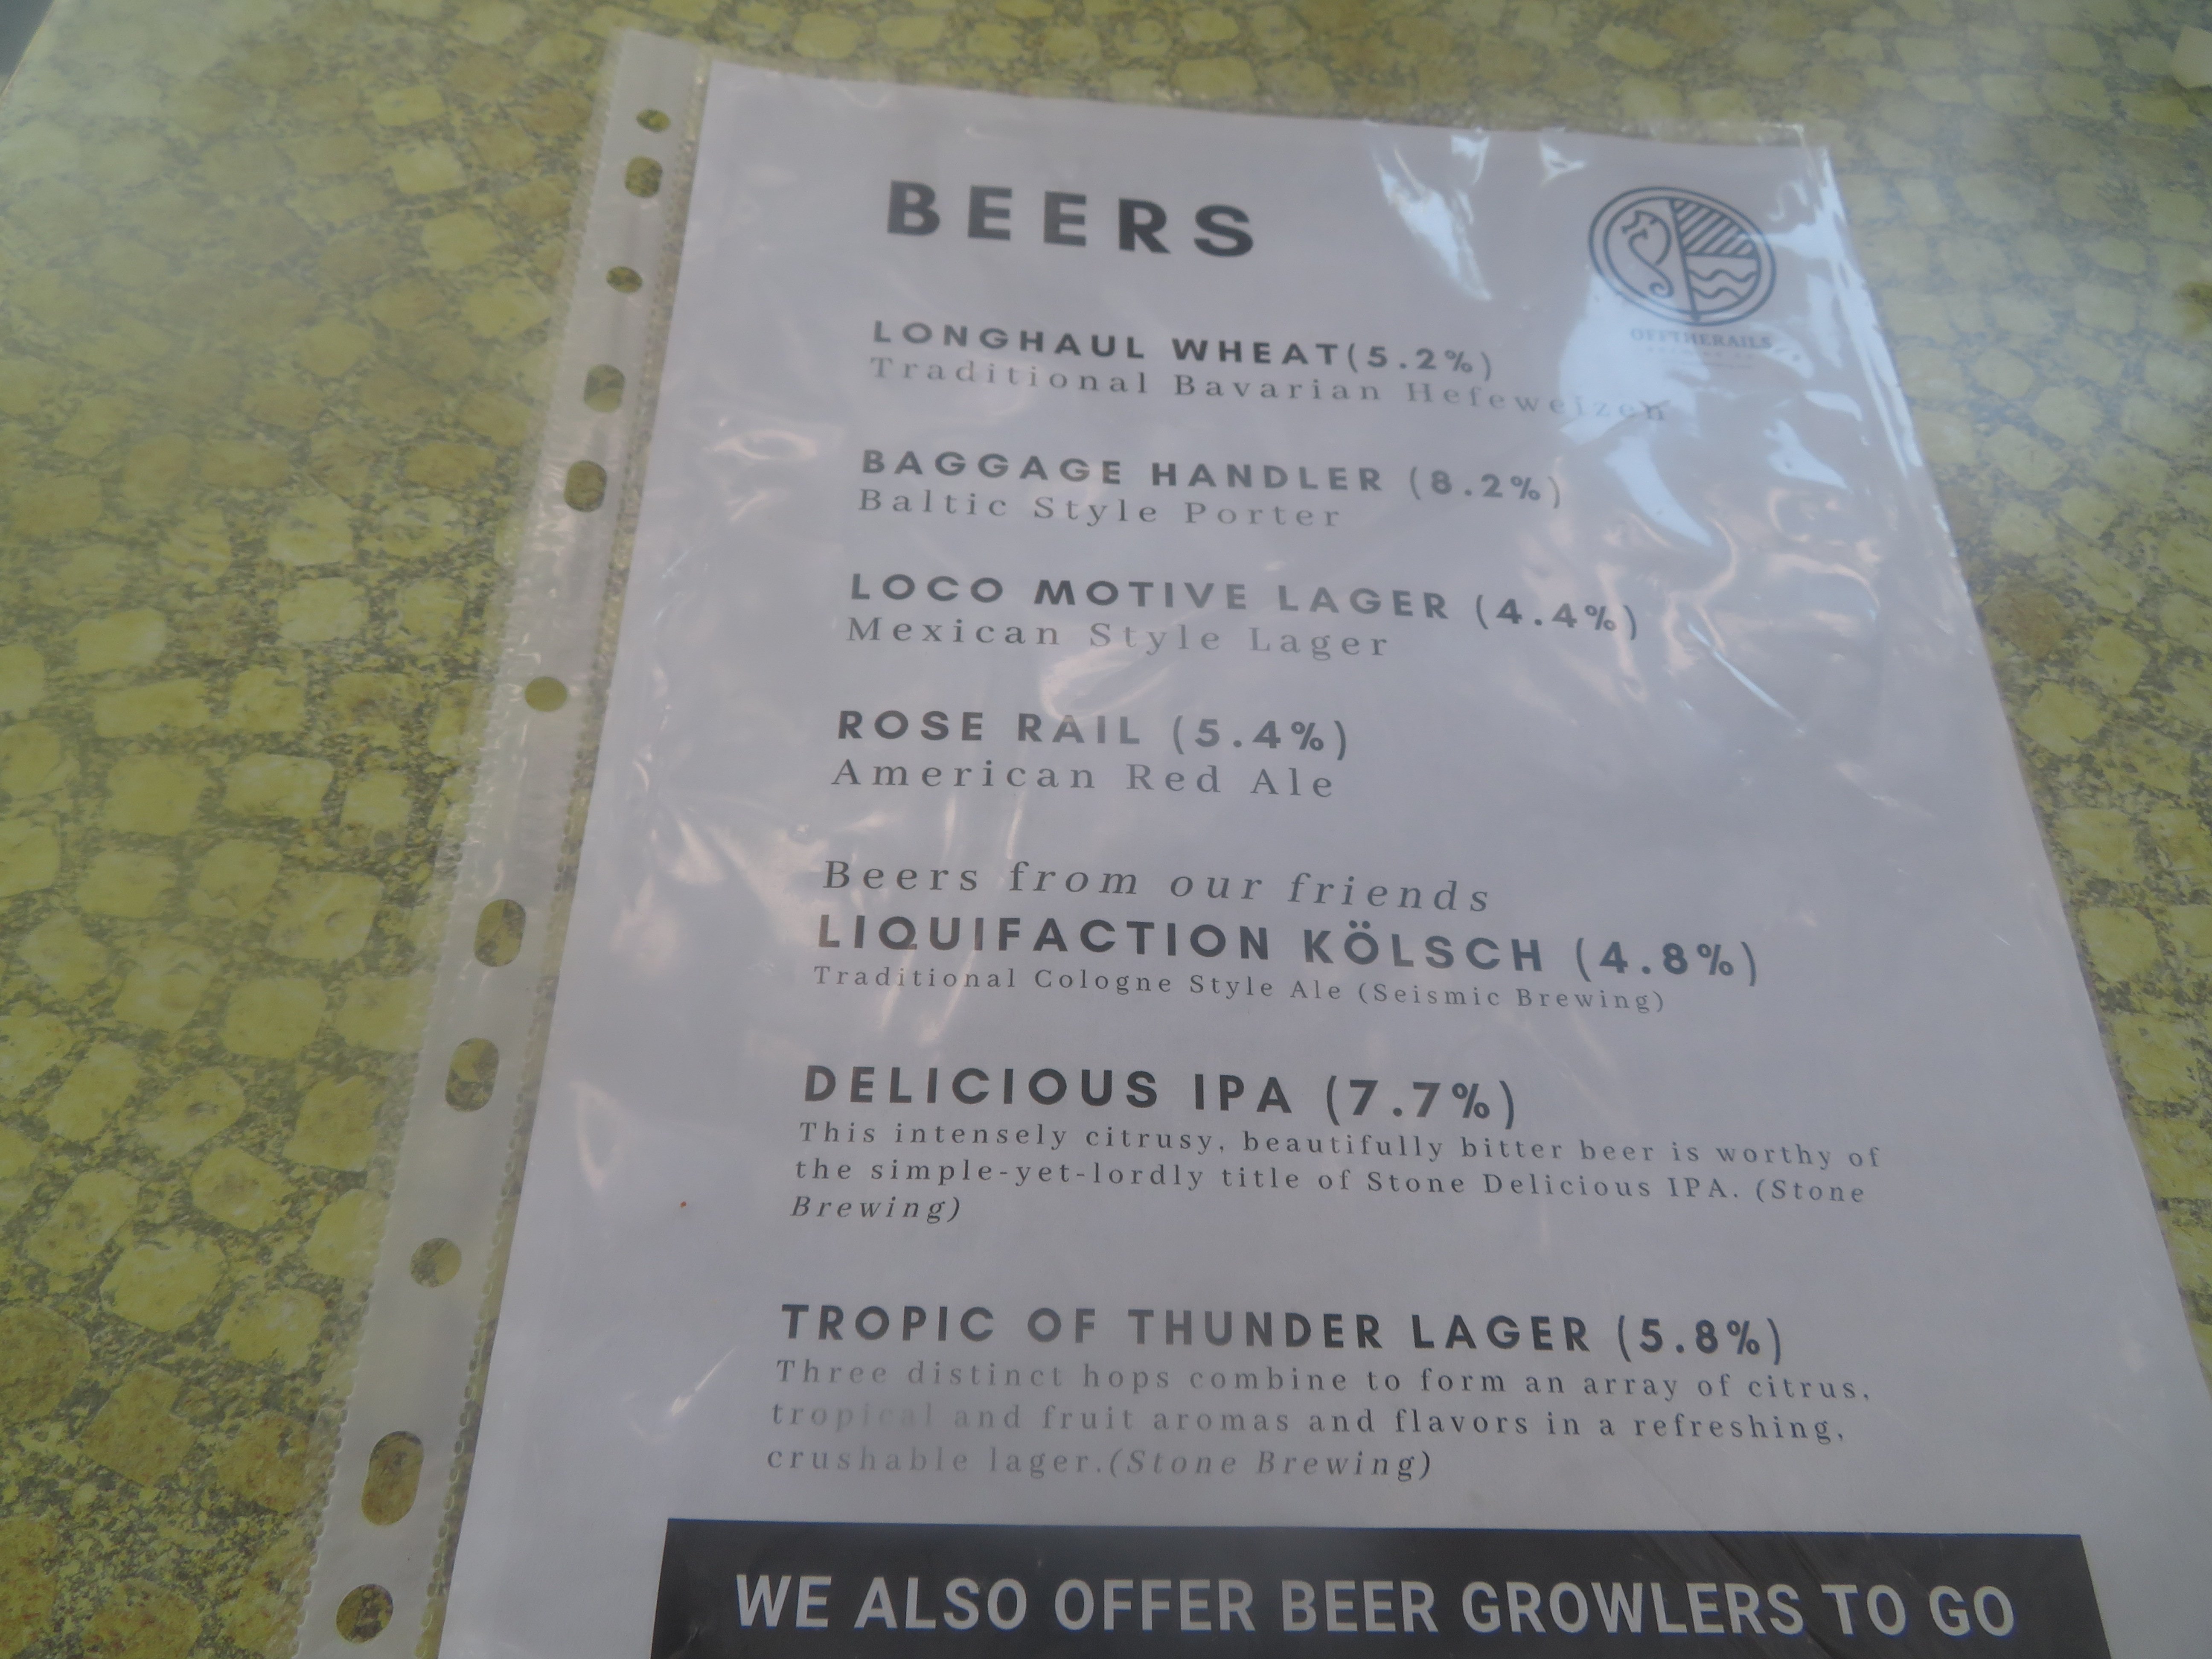 BEERS
OFFTHERAILS
LONGHAUL WHEAT(5.2%)
Traditional Bavarian Hefeweizen
BAGGAGE HANDLER (8.2%)
Baltic Style Porter
LOCO MOTIVE LAGER (4.4%)
Mexican Style Lager
ROSE RAIL (5.4%)
American Red Ale
Beers from our friends
LIQUIFACTION KÖLSCH (4.8%)
Traditional Cologne Style Ale (Seismic Brewing)
DELICIOUS IPA (7.7%)
This intensely citrusy, beautifully bitter beer is worthy of
the simple-yet-lordly title of Stone Delicious IPA. (Stone
Brewing)
TROPIC OF THUNDER LAGER (5.8%)
Three distinct hops combine to form an array of citrus,
tropical and fruit aromas and flavors in a refreshing,
crushable lager.(Stone Brewing)
WE ALSO OFFER BEER GROWLERS TO GO